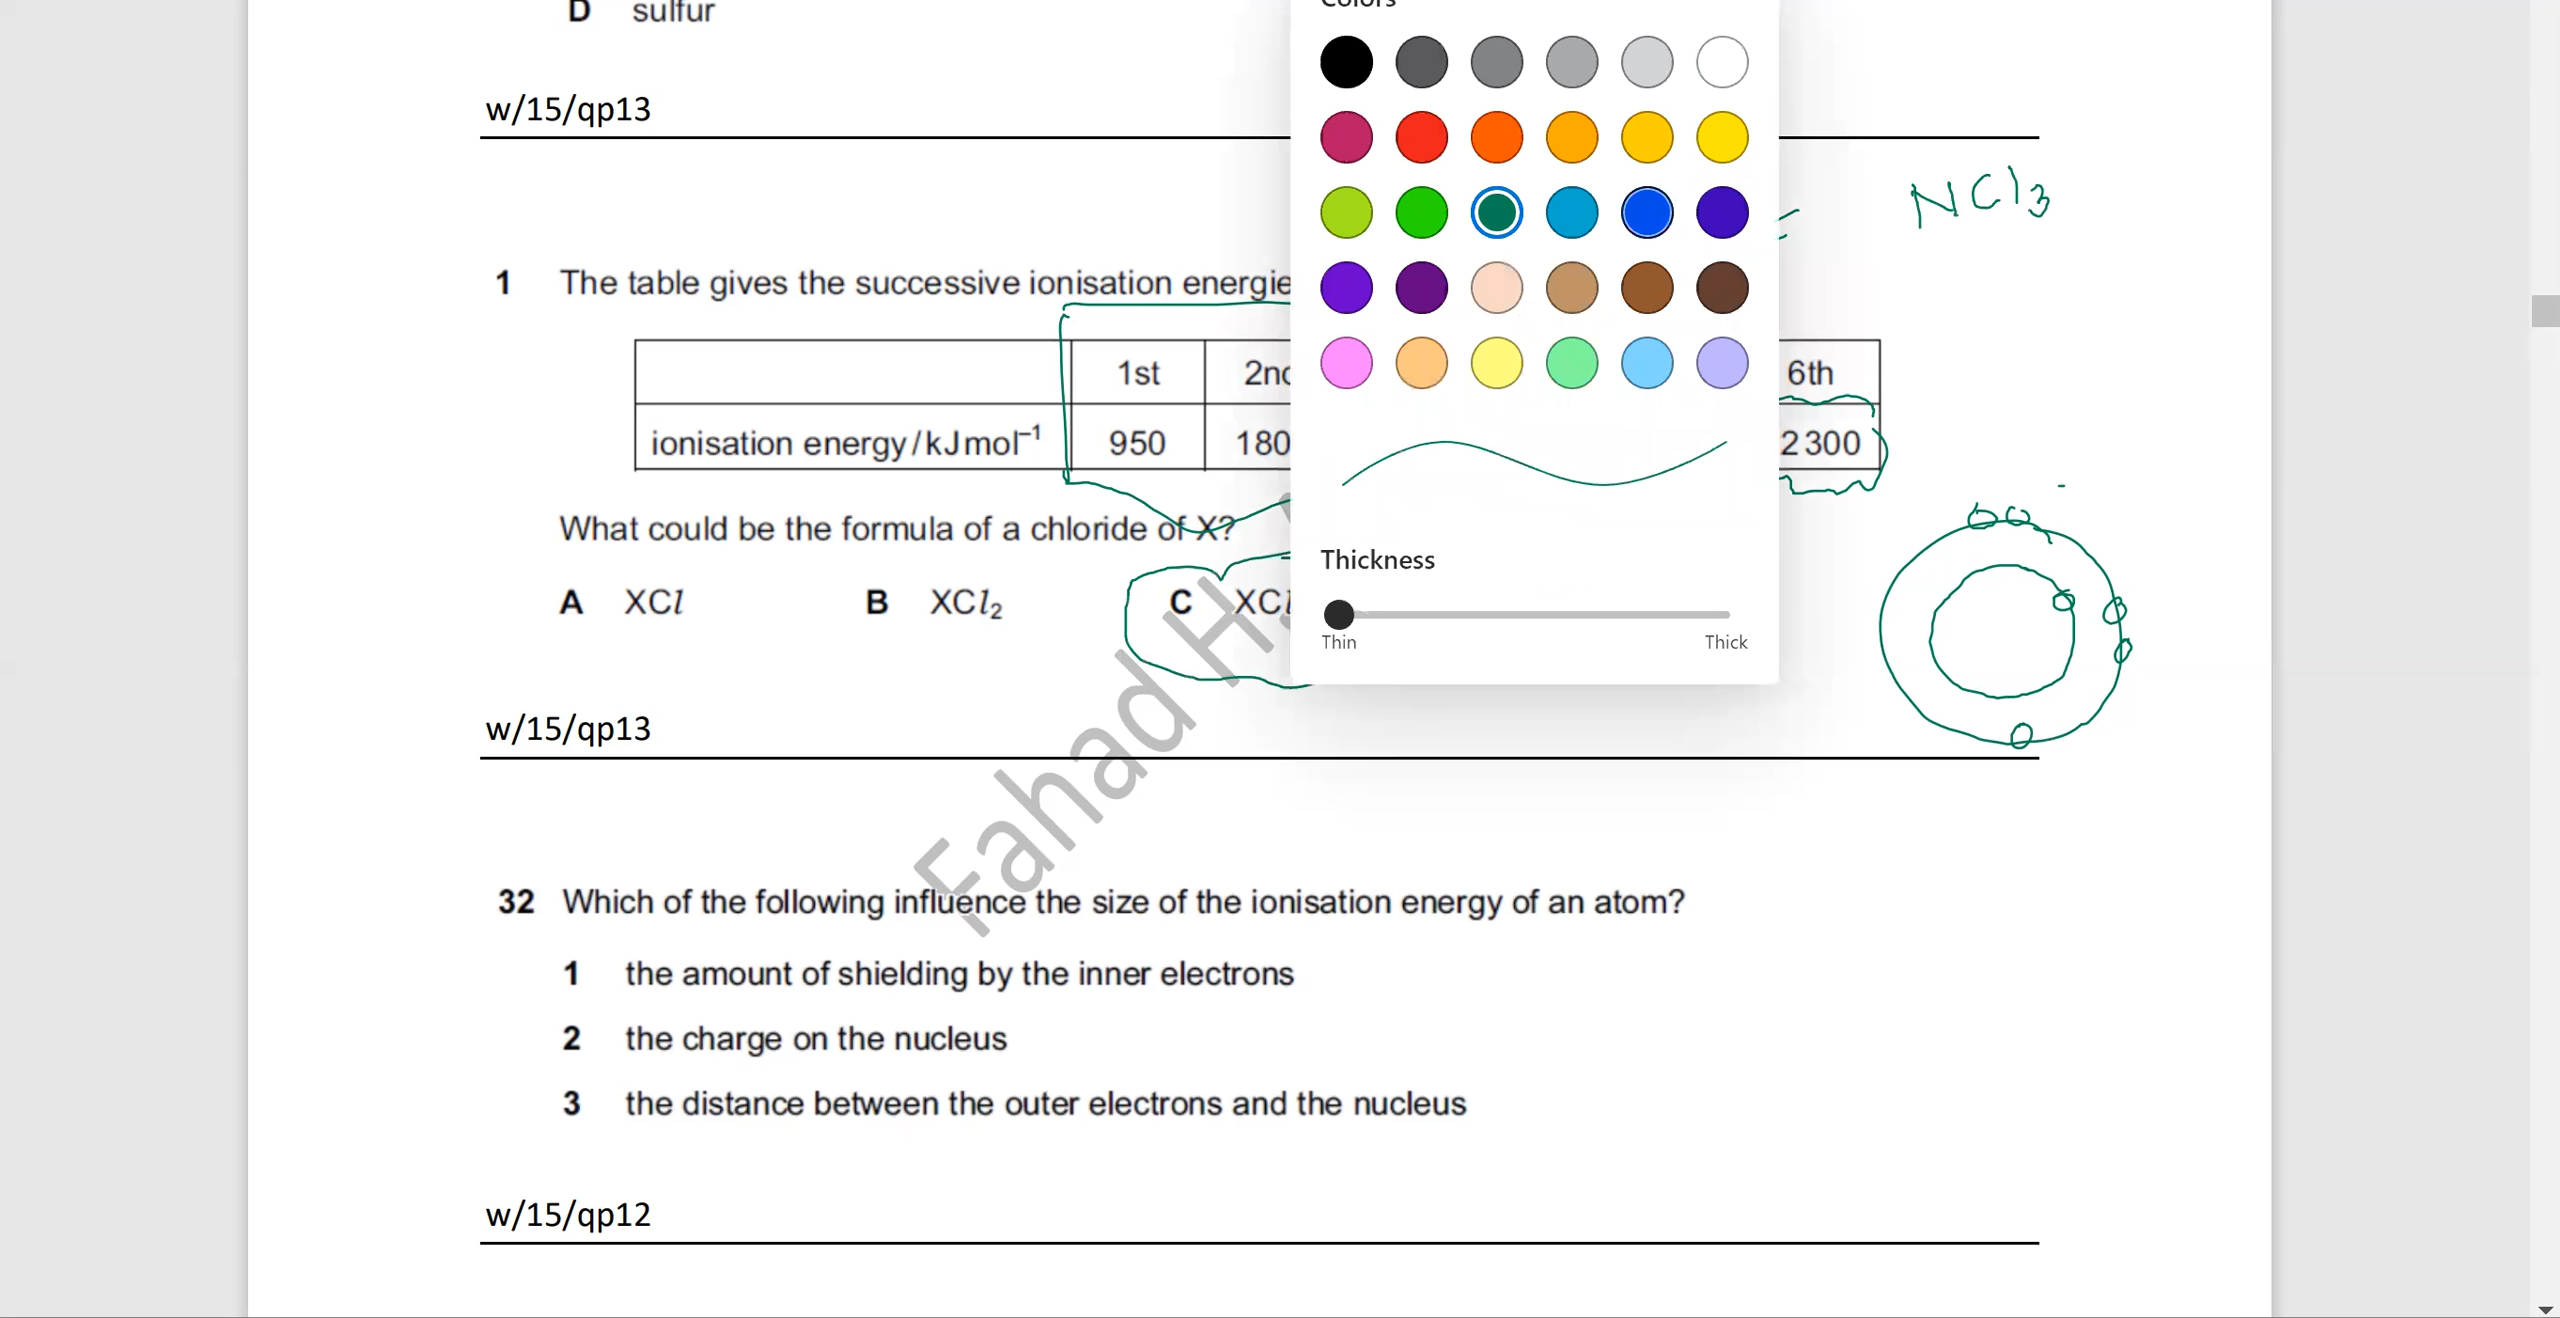 D sulfur
w/15/qp13
Colors
= NCl3
1 The table gives the successive ionisation energie
1st 2nd 6th
ionisation energy/kJmol⁻¹ 950 180 2300
What could be the formula of a chloride of X?
A XCl B XCl₂ C XCl
Thickness
Thin Thick
w/15/qp13
Fahad H.
32 Which of the following influence the size of the ionisation energy of an atom?
1 the amount of shielding by the inner electrons
2 the charge on the nucleus
3 the distance between the outer electrons and the nucleus
w/15/qp12